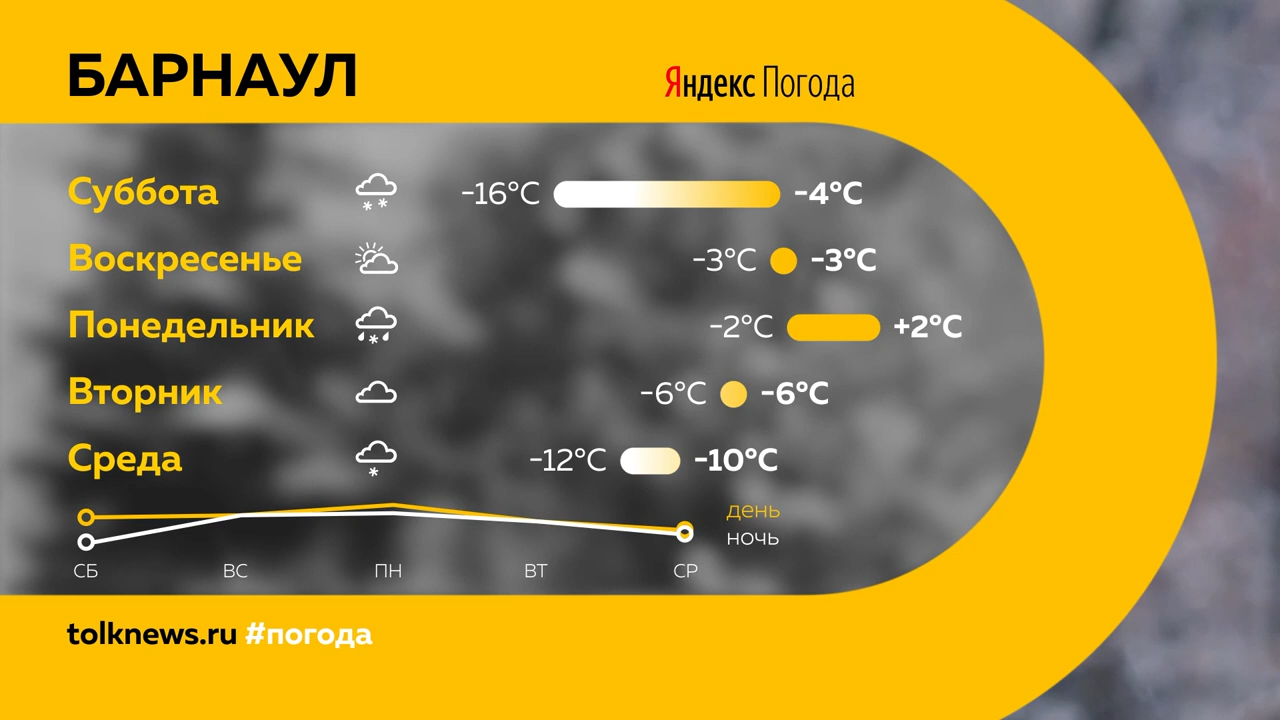 БАРНАУЛ
Яндекс Погода
Суббота -16°C -4°C
Воскресенье -3°C -3°C
Понедельник -2°C +2°C
Вторник -6°C -6°C
Среда -12°C -10°C
день
ночь
СБ ВС ПН ВТ СР
tolknews.ru #погода